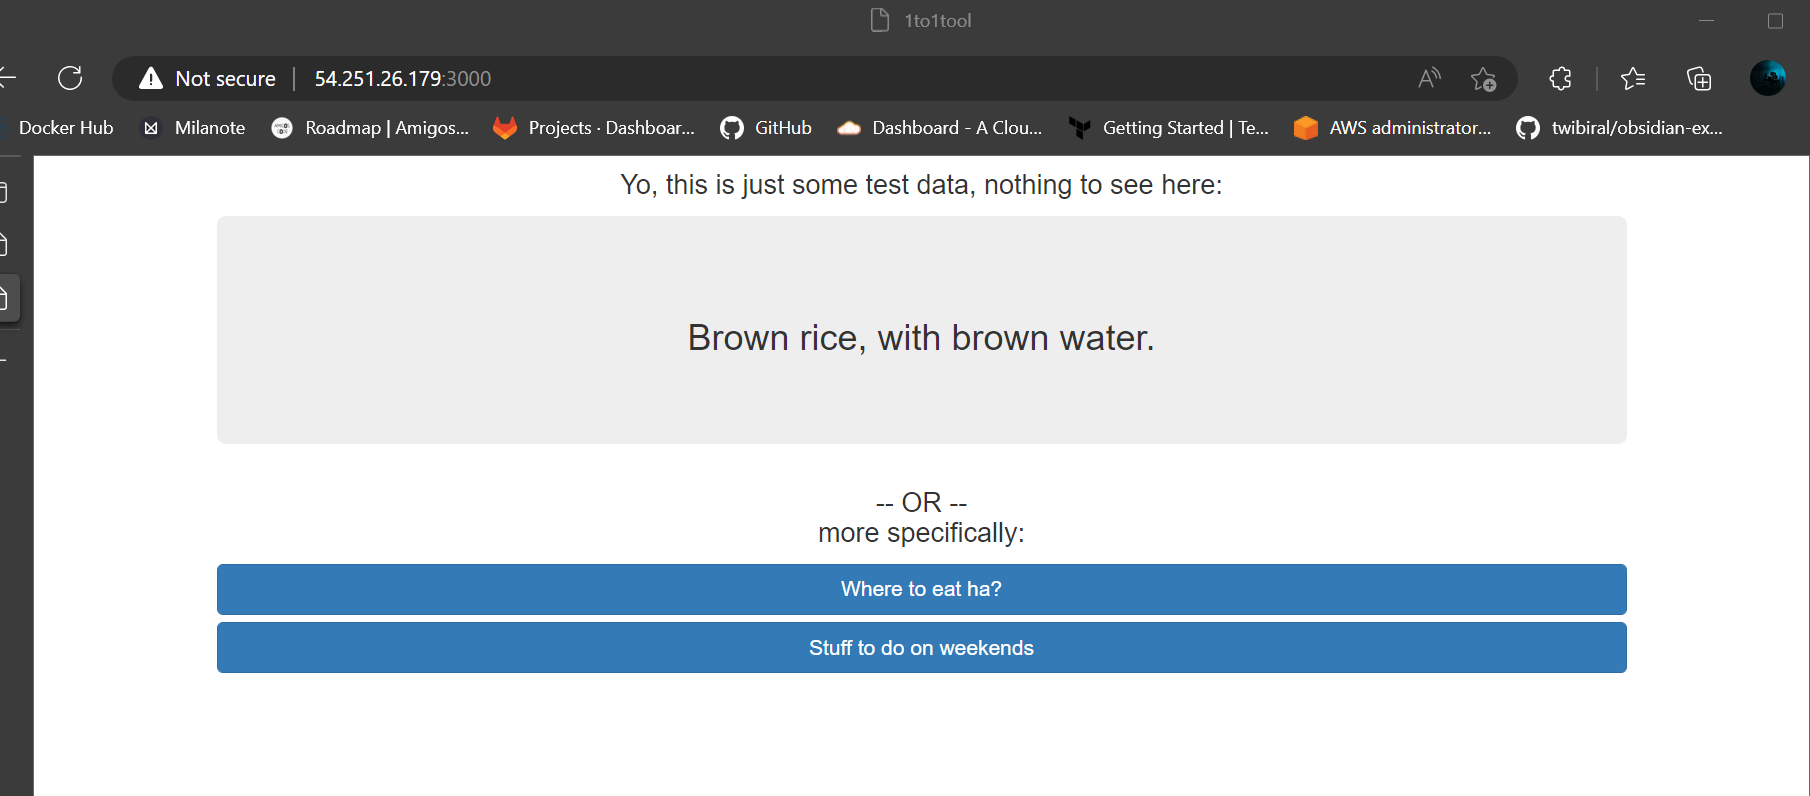 1to1tool
Not secure 54.251.26.179:3000
Docker Hub Milanote Roadmap | Amigos... Projects · Dashboar... GitHub Dashboard - A Clou... Getting Started | Te... AWS administrator... twibiral/obsidian-ex...
Yo, this is just some test data, nothing to see here:
Brown rice, with brown water.
-- OR --
more specifically:
Where to eat ha?
Stuff to do on weekends